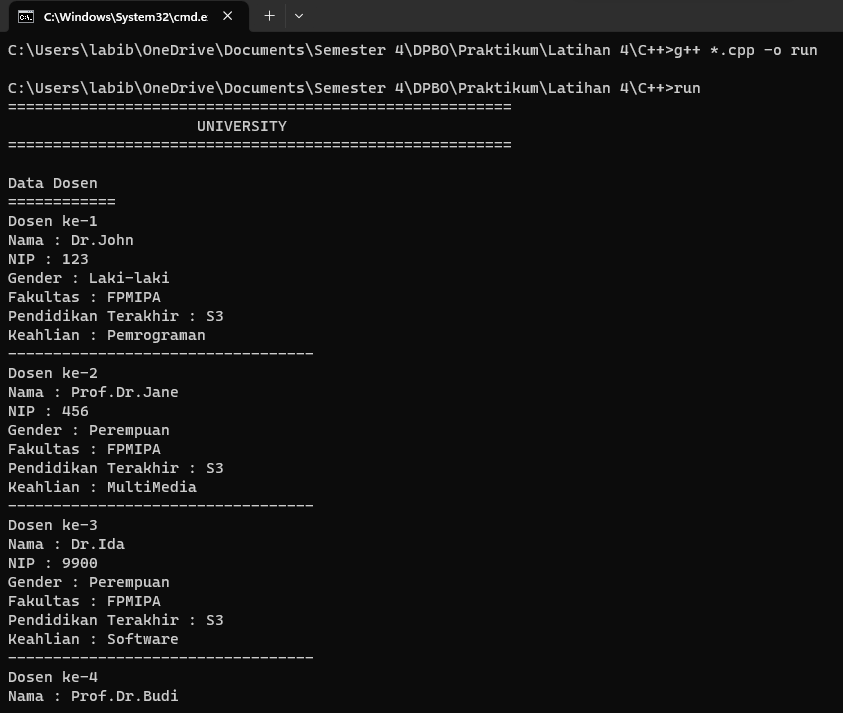 C:\Windows\System32\cmd.e
C:\Users\labib\OneDrive\Documents\Semester 4\DPBO\Praktikum\Latihan 4\C++>g++ *.cpp -o run
C:\Users\labib\OneDrive\Documents\Semester 4\DPBO\Praktikum\Latihan 4\C++>run
========================================================
UNIVERSITY
========================================================
Data Dosen
============
Dosen ke-1
Nama : Dr.John
NIP : 123
Gender : Laki-laki
Fakultas : FPMIPA
Pendidikan Terakhir : S3
Keahlian : Pemrograman
----------------------------------
Dosen ke-2
Nama : Prof.Dr.Jane
NIP : 456
Gender : Perempuan
Fakultas : FPMIPA
Pendidikan Terakhir : S3
Keahlian : MultiMedia
----------------------------------
Dosen ke-3
Nama : Dr.Ida
NIP : 9900
Gender : Perempuan
Fakultas : FPMIPA
Pendidikan Terakhir : S3
Keahlian : Software
----------------------------------
Dosen ke-4
Nama : Prof.Dr.Budi